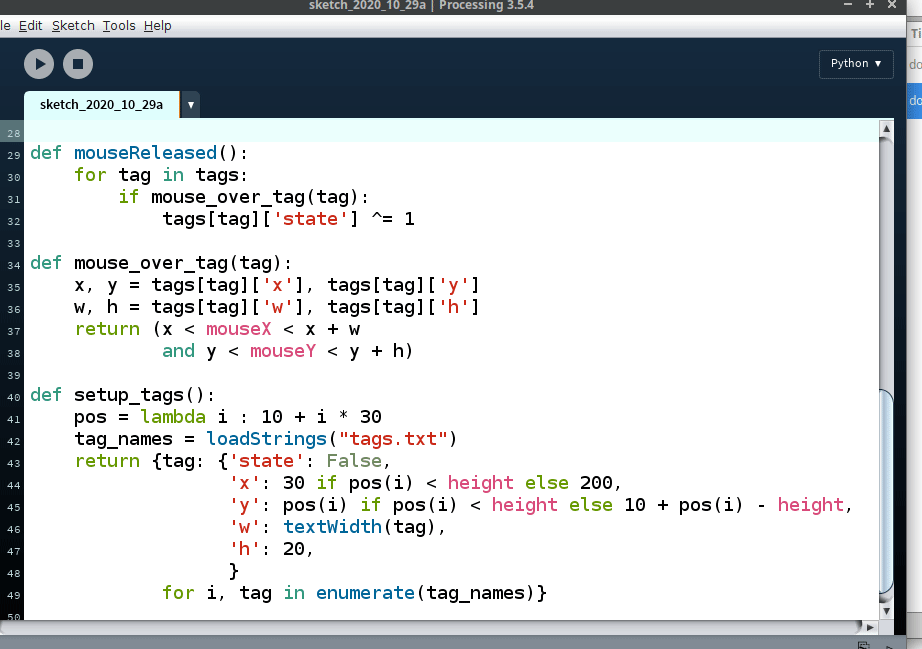 sketch_2020_10_29a | Processing 3.5.4
le Edit Sketch Tools Help
Ti
Python ▼
do
sketch_2020_10_29a ▼
do
28
29 def mouseReleased():
30     for tag in tags:
31         if mouse_over_tag(tag):
32             tags[tag]['state'] ^= 1
33
34 def mouse_over_tag(tag):
35     x, y = tags[tag]['x'], tags[tag]['y']
36     w, h = tags[tag]['w'], tags[tag]['h']
37     return (x < mouseX < x + w
38             and y < mouseY < y + h)
39
40 def setup_tags():
41     pos = lambda i : 10 + i * 30
42     tag_names = loadStrings("tags.txt")
43     return {tag: {'state': False,
44                   'x': 30 if pos(i) < height else 200,
45                   'y': pos(i) if pos(i) < height else 10 + pos(i) - height,
46                   'w': textWidth(tag),
47                   'h': 20,
48                   }
49             for i, tag in enumerate(tag_names)}
50